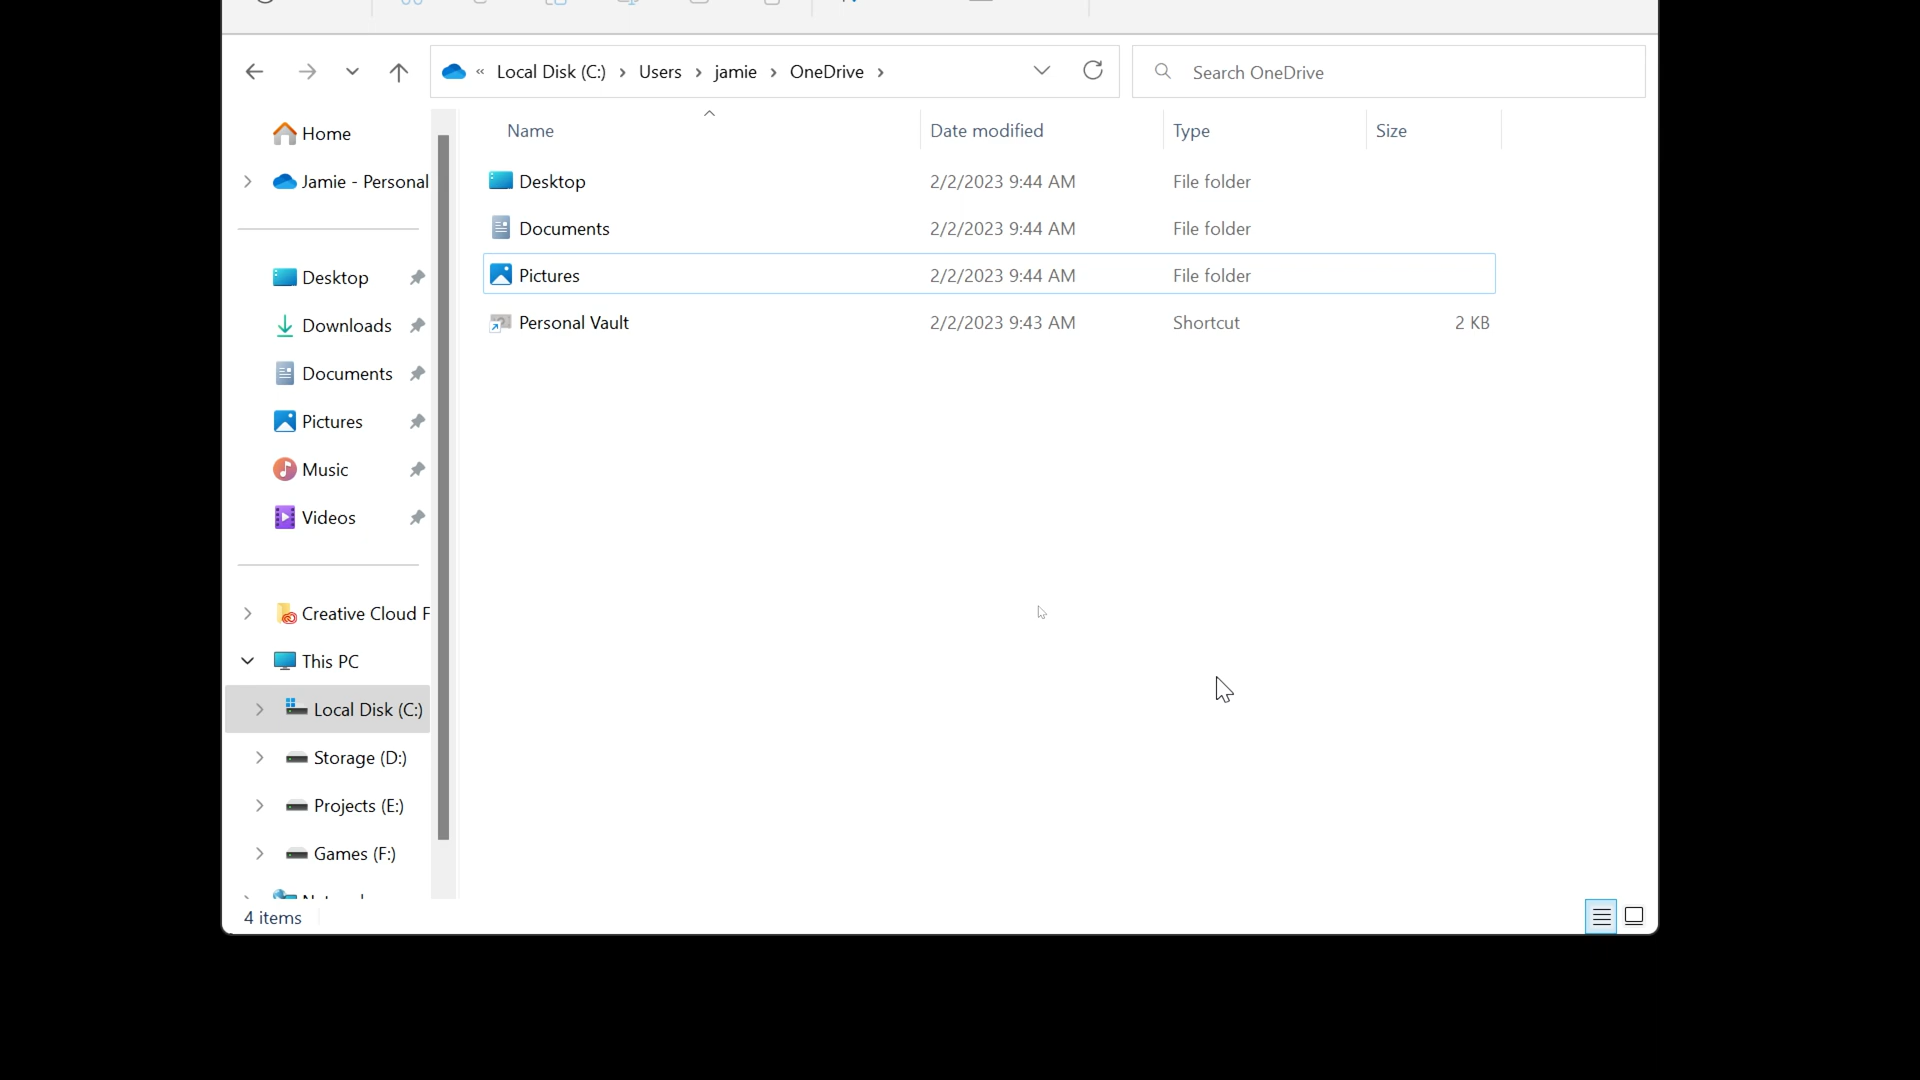 « Local Disk (C:) › Users › jamie › OneDrive ›
Search OneDrive
Home
Jamie - Personal
Desktop
Downloads
Documents
Pictures
Music
Videos
Creative Cloud F
This PC
Local Disk (C:)
Storage (D:)
Projects (E:)
Games (F:)
Name Date modified Type Size
Desktop 2/2/2023 9:44 AM File folder
Documents 2/2/2023 9:44 AM File folder
Pictures 2/2/2023 9:44 AM File folder
Personal Vault 2/2/2023 9:43 AM Shortcut 2 KB
4 items